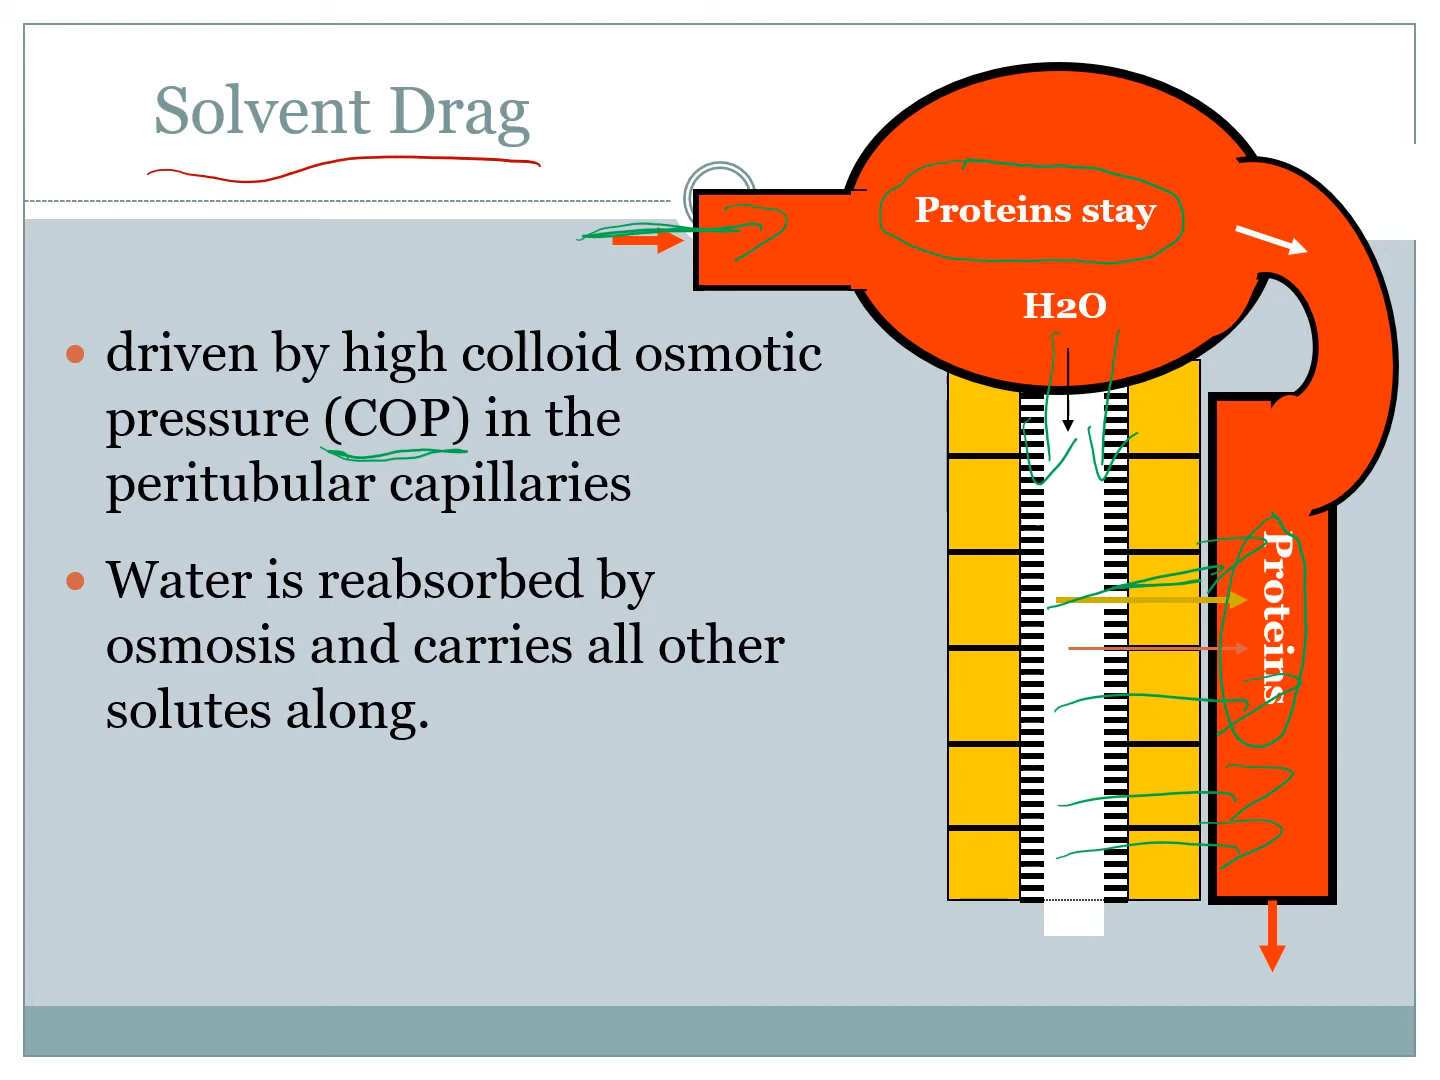 Solvent Drag
Proteins stay
H2O
driven by high colloid osmotic
pressure (COP) in the
peritubular capillaries
Water is reabsorbed by
osmosis and carries all other
solutes along.
Proteins